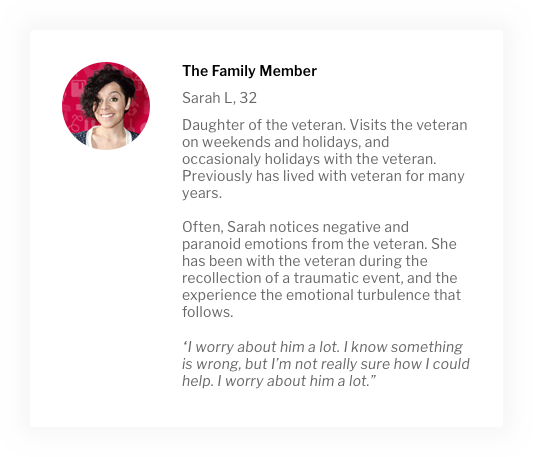 The Family Member
Sarah L, 32
Daughter of the veteran. Visits the veteran
on weekends and holidays, and
occasionaly holidays with the veteran.
Previously has lived with veteran for many
years.
Often, Sarah notices negative and
paranoid emotions from the veteran. She
has been with the veteran during the
recollection of a traumatic event, and the
experience the emotional turbulence that
follows.
“I worry about him a lot. I know something
is wrong, but I’m not really sure how I could
help. I worry about him a lot.”